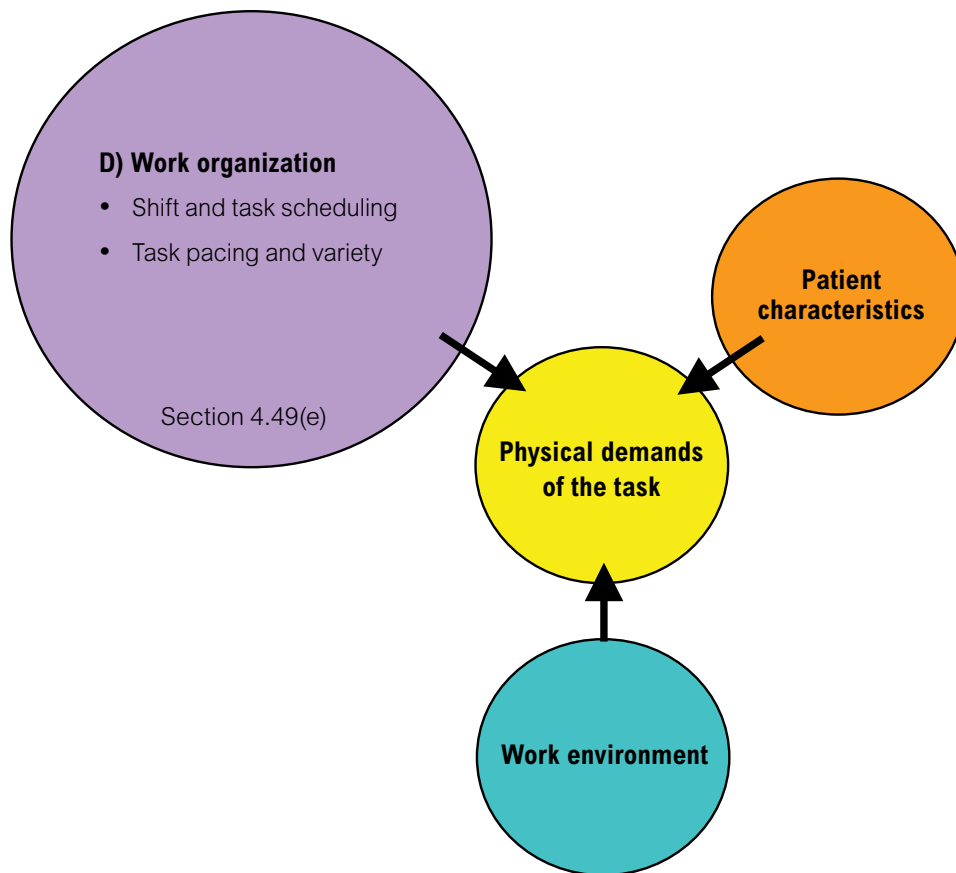 D) Work organization
• Shift and task scheduling
• Task pacing and variety
Section 4.49(e)
Patient
characteristics
Physical demands
of the task
Work environment